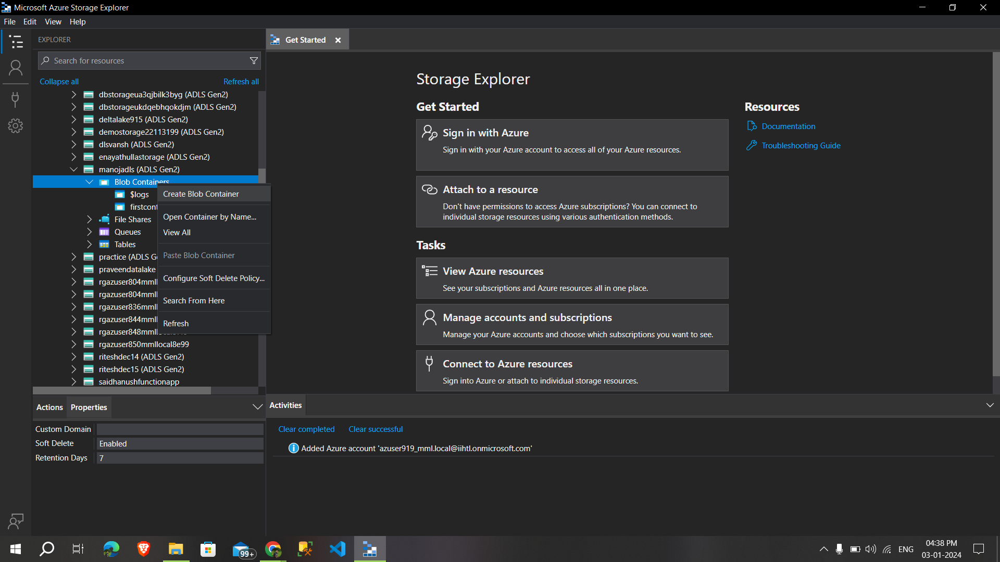 Microsoft Azure Storage Explorer
File Edit View Help
EXPLORER
Search for resources
Collapse all Refresh all
dbstorageua3qjbilk3byg (ADLS Gen2)
dbstorageukdqebhqokdjm (ADLS Gen2)
deltalake915 (ADLS Gen2)
demostorage22113199 (ADLS Gen2)
dlsvansh (ADLS Gen2)
enayathullastorage (ADLS Gen2)
manojadls (ADLS Gen2)
Blob Containers
$logs
firstcont
File Shares
Queues
Tables
practice (ADLS Ge
praveendatalake
rgazuser804mmll
rgazuser804mmll
rgazuser836mmll
rgazuser844mmll
rgazuser848mmll
rgazuser850mmllocal8e99
riteshdec14 (ADLS Gen2)
riteshdec15 (ADLS Gen2)
saidhanushfunctionapp
Create Blob Container
Open Container by Name...
View All
Paste Blob Container
Configure Soft Delete Policy...
Search From Here
Refresh
Actions Properties
Custom Domain
Soft Delete Enabled
Retention Days 7
Get Started
Storage Explorer
Get Started
Sign in with Azure
Sign in with your Azure account to access all of your Azure resources.
Attach to a resource
Don't have permissions to access Azure subscriptions? You can connect to
individual storage resources using various authentication methods.
Tasks
View Azure resources
See your subscriptions and Azure resources all in one place.
Manage accounts and subscriptions
Manage your Azure accounts and choose which subscriptions you want to see.
Connect to Azure resources
Sign into Azure or attach to individual storage resources.
Resources
Documentation
Troubleshooting Guide
Activities
Clear completed Clear successful
Added Azure account 'azuser919_mml.local@iihtl.onmicrosoft.com'
99+
ENG
04:38 PM
03-01-2024